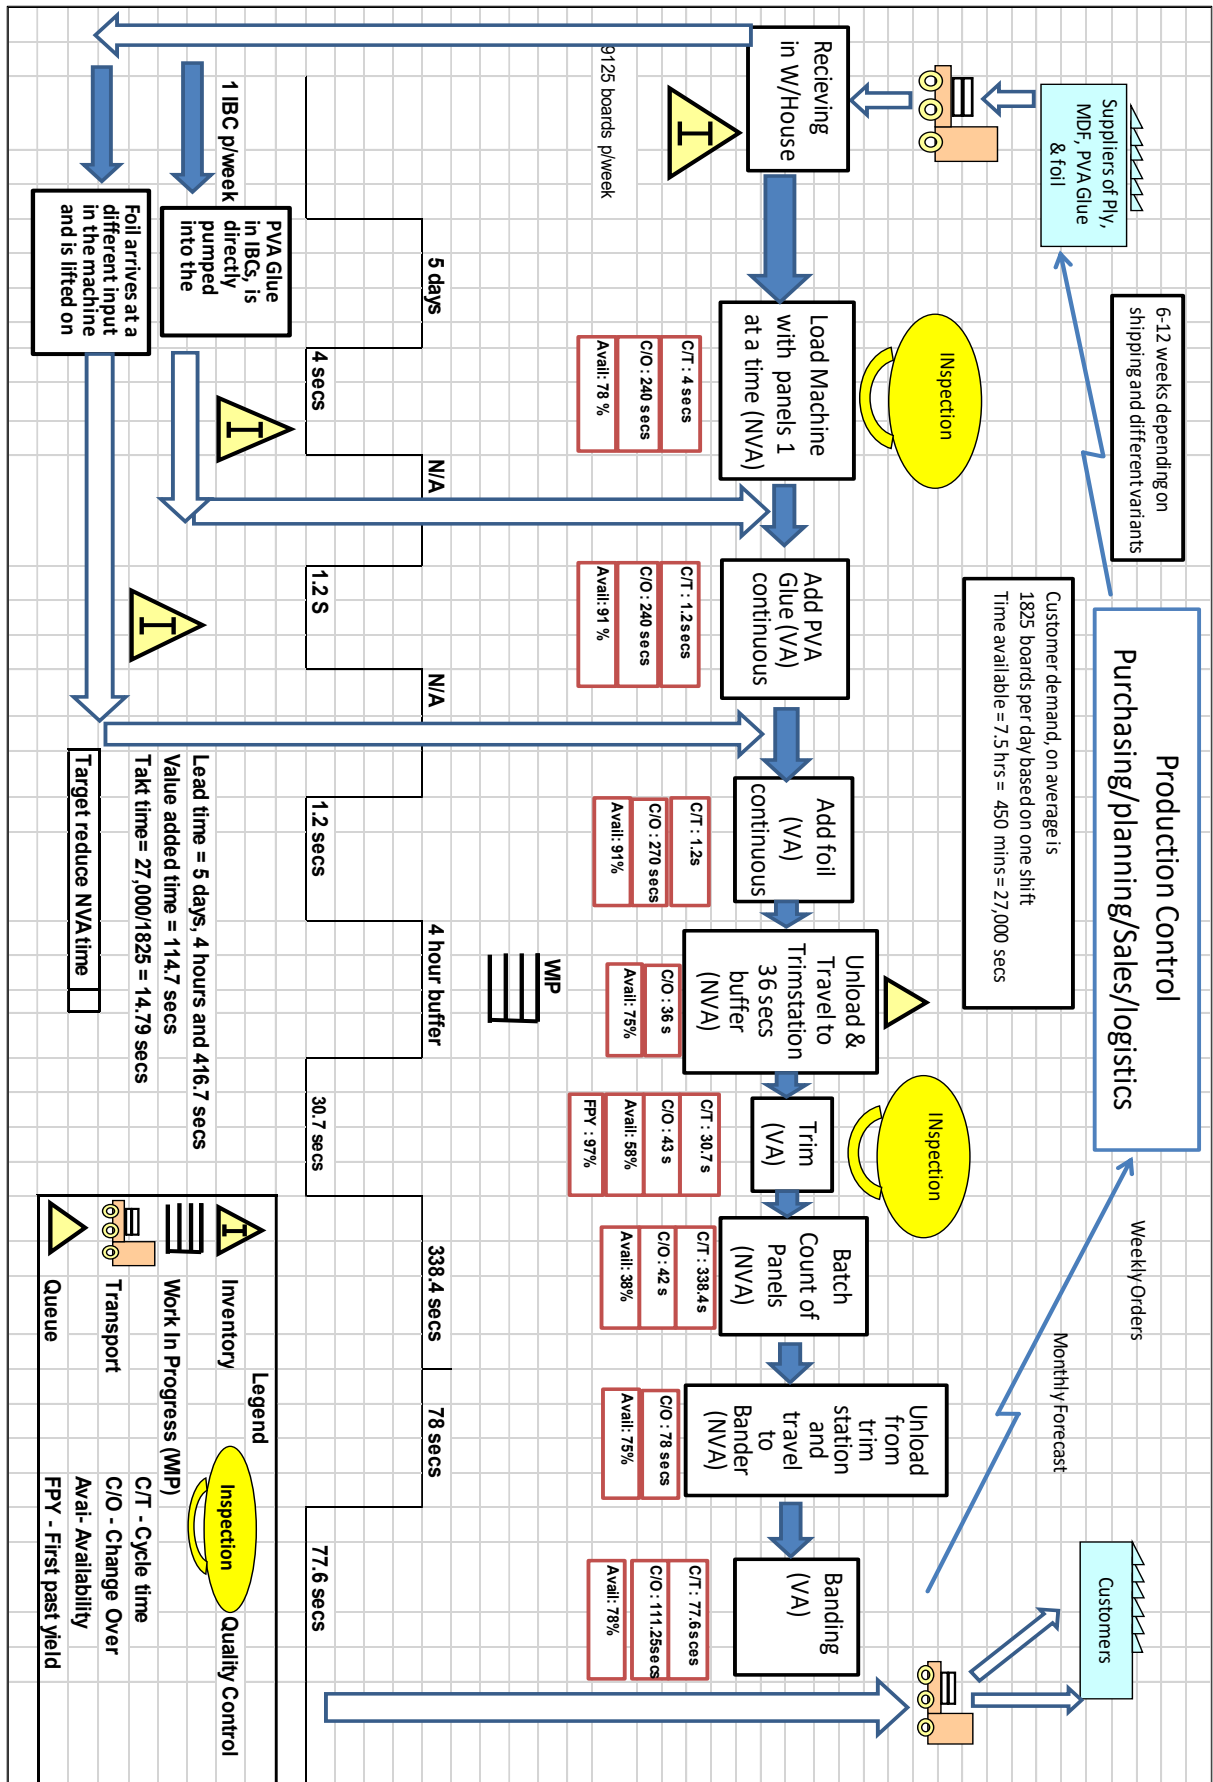 Suppliers of Ply,
MDF, PVA Glue
& foil
6-12 weeks depending on
shipping and different variants
Production Control
Purchasing/planning/Sales/logistics
Customer demand, on average is
1825 boards per day based on one shift
Time available = 7.5 hrs = 450 mins = 27,000 secs
Weekly Orders
Monthly Forecast
Customers
Recieving
in W/House
I
9125 boards p/week
INspection
Load Machine
with panels 1
at a time (NVA)
C/T : 4 secs
C/O : 240 secs
Avail: 78 %
Add PVA
Glue (VA)
continuous
C/T : 1.2secs
C/O : 240 secs
Avail: 91 %
Add foil
(VA)
continuous
C/T : 1.2s
C/O : 270 secs
Avail: 91%
Unload &
Travel to
Trimstation
36 secs
buffer
(NVA)
C/O : 36 s
Avail: 75%
WIP
INspection
Trim
(VA)
C/T : 30.7 s
C/O : 43 s
Avail: 58%
FPY : 97%
Batch
Count of
Panels
(NVA)
C/T : 338.4s
C/O : 42 s
Avail: 38%
Unload
from
trim
station
and
travel
to
Bander
(NVA)
C/O : 78 secs
Avail: 75%
Banding
(VA)
C/T : 77.6 sces
C/O : 111.25secs
Avail: 78%
5 days
4 secs
N/A
1.2 S
N/A
1.2 secs
4 hour buffer
30.7 secs
338.4 secs
78 secs
77.6 secs
1 IBC p/week
PVA Glue
in IBCs, is
directly
pumped
into the
I
Foil arrives at a
different input
in the machine
and is lifted on
I
Lead time = 5 days, 4 hours and 416.7 secs
Value added time = 114.7 secs
Takt time= 27,000/1825 = 14.79 secs
Target reduce NVA time
Legend
I
Inventory
Work In Progress (WIP)
Transport
Queue
Inspection
Quality Control
C/T - Cycle time
C/O - Change Over
Avai- Availability
FPY - First past yield